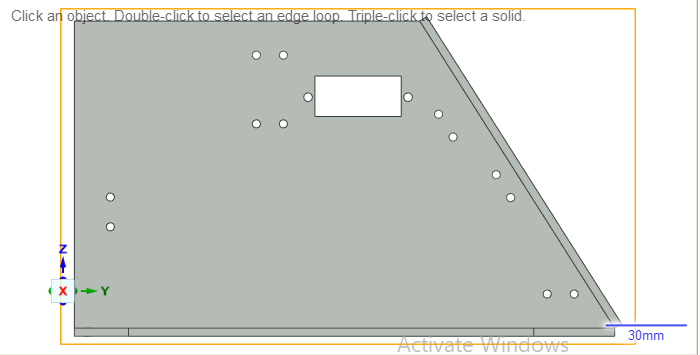 Click an object. Double-click to select an edge loop. Triple-click to select a solid.
Z
X
Y
30mm
Activate Windows